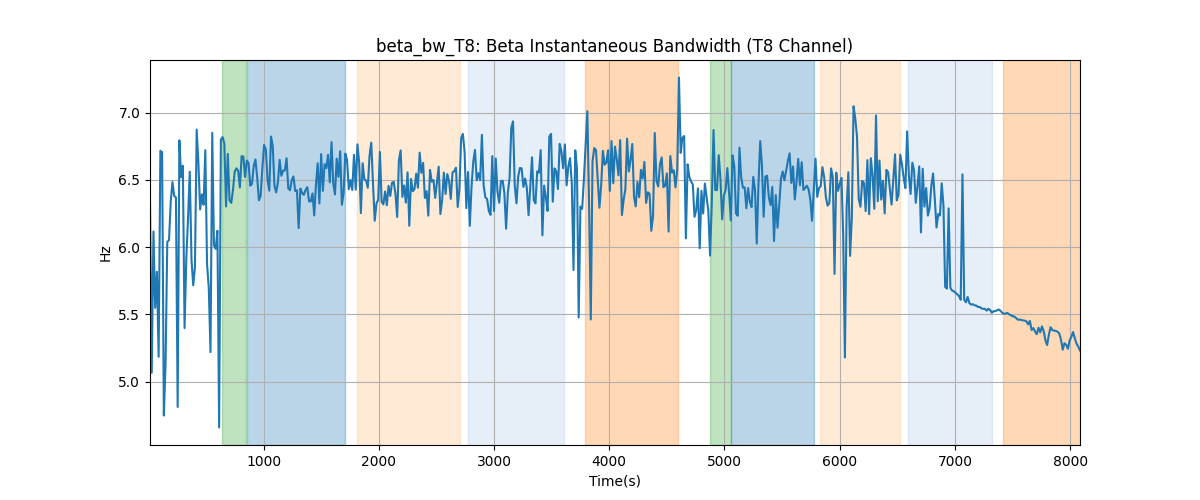 beta_bw_T8: Beta Instantaneous Bandwidth (T8 Channel)
7.0
6.5
6.0
5.5
5.0
Hz
1000 2000 3000 4000 5000 6000 7000 8000
Time(s)